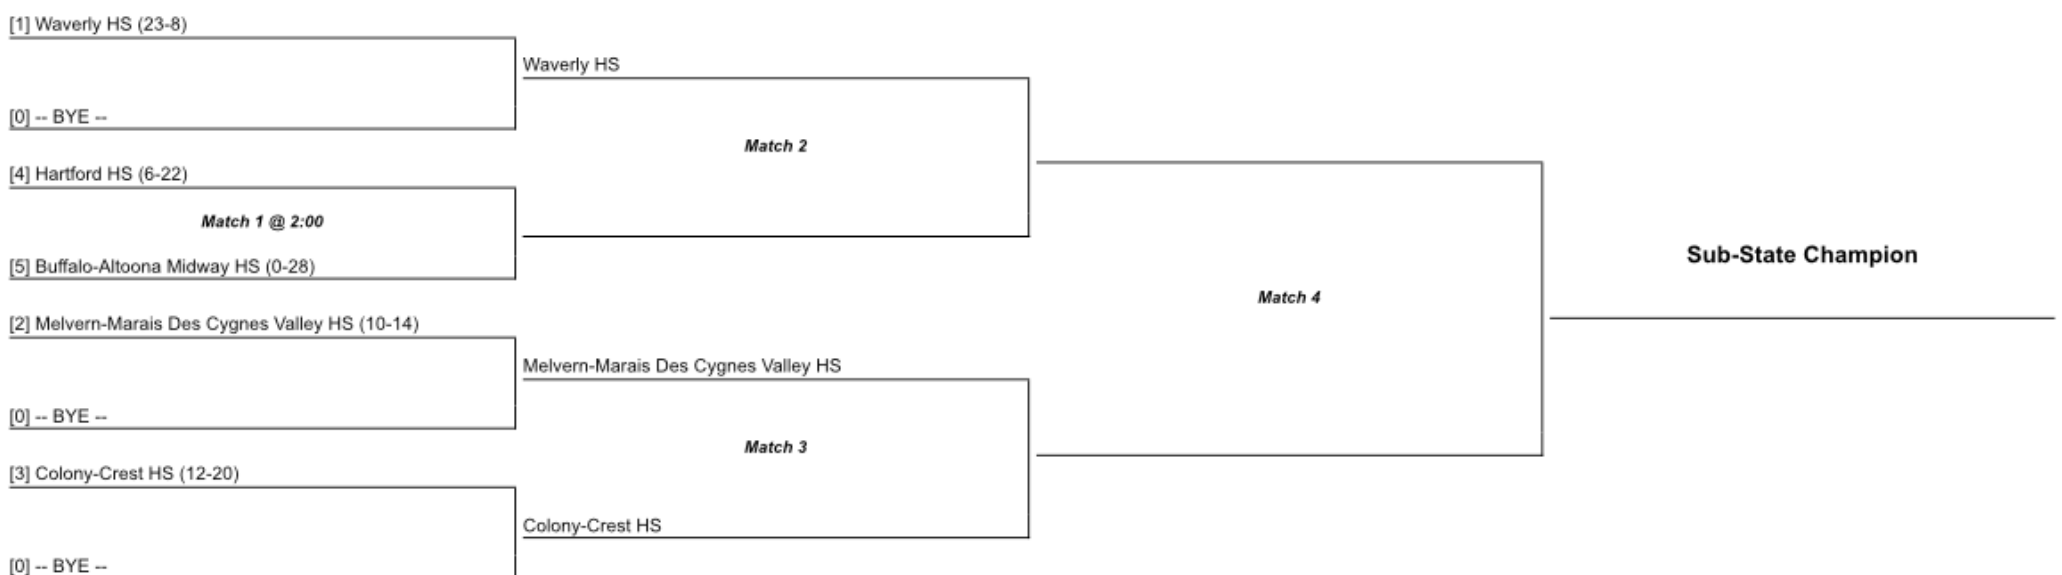 [1] Waverly HS (23-8)
[0] -- BYE --
[4] Hartford HS (6-22)
Match 1 @ 2:00
[5] Buffalo-Altoona Midway HS (0-28)
[2] Melvern-Marais Des Cygnes Valley HS (10-14)
[0] -- BYE --
[3] Colony-Crest HS (12-20)
[0] -- BYE --
Waverly HS
Match 2
Melvern-Marais Des Cygnes Valley HS
Match 3
Colony-Crest HS
Match 4
Sub-State Champion